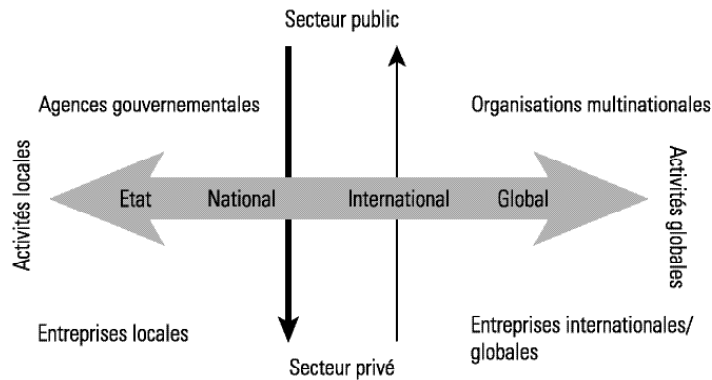 Secteur public
Agences gouvernementales
Organisations multinationales
Activités locales
Etat National International Global
Activités globales
Entreprises locales
Entreprises internationales/
globales
Secteur privé